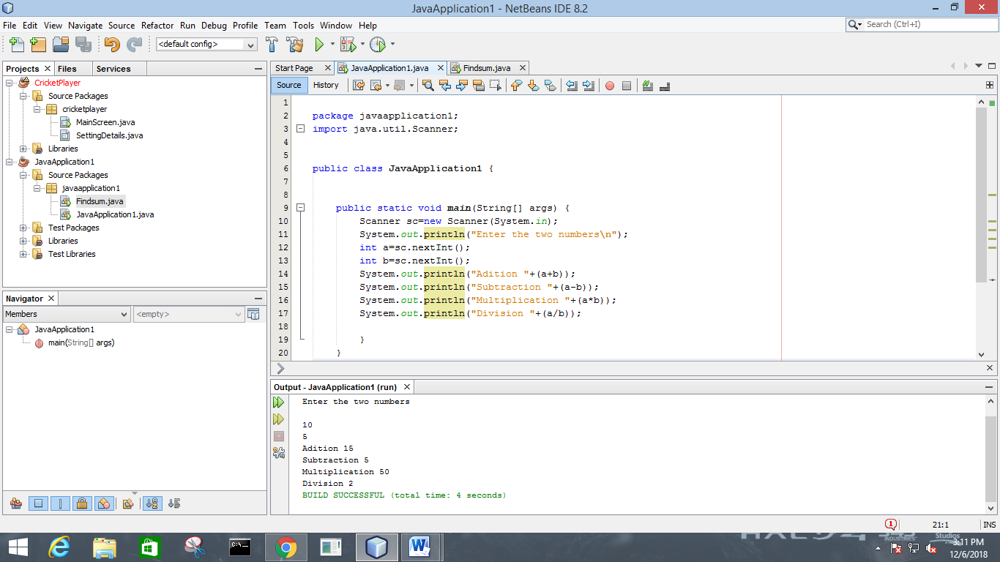 JavaApplication1 - NetBeans IDE 8.2
File Edit View Navigate Source Refactor Run Debug Profile Team Tools Window Help
Search (Ctrl+I)
<default config>
Projects Files Services
CricketPlayer
Source Packages
cricketplayer
MainScreen.java
SettingDetails.java
Libraries
JavaApplication1
Source Packages
javaapplication1
Findsum.java
JavaApplication1.java
Test Packages
Libraries
Test Libraries
Navigator
Members <empty>
JavaApplication1
main(String[] args)
Start Page JavaApplication1.java Findsum.java
Source History
1
2 package javaapplication1;
3 import java.util.Scanner;
4
5
6 public class JavaApplication1 {
7
8
9 public static void main(String[] args) {
10 Scanner sc=new Scanner(System.in);
11 System.out.println("Enter the two numbers\n");
12 int a=sc.nextInt();
13 int b=sc.nextInt();
14 System.out.println("Adition "+(a+b));
15 System.out.println("Subtraction "+(a-b));
16 System.out.println("Multiplication "+(a*b));
17 System.out.println("Division "+(a/b));
18
19 }
20 }
Output - JavaApplication1 (run)
Enter the two numbers
10
5
Adition 15
Subtraction 5
Multiplication 50
Division 2
BUILD SUCCESSFUL (total time: 4 seconds)
1 21:1 INS
C:\
W
343 INDUSTRIES Studios
3:11 PM
12/6/2018